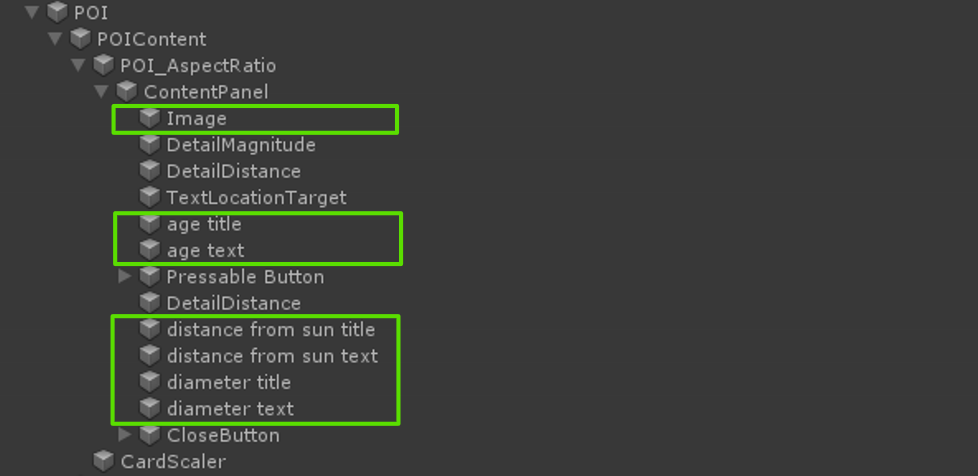 POI
POIContent
POI_AspectRatio
ContentPanel
Image
DetailMagnitude
DetailDistance
TextLocationTarget
age title
age text
Pressable Button
DetailDistance
distance from sun title
distance from sun text
diameter title
diameter text
CloseButton
CardScaler